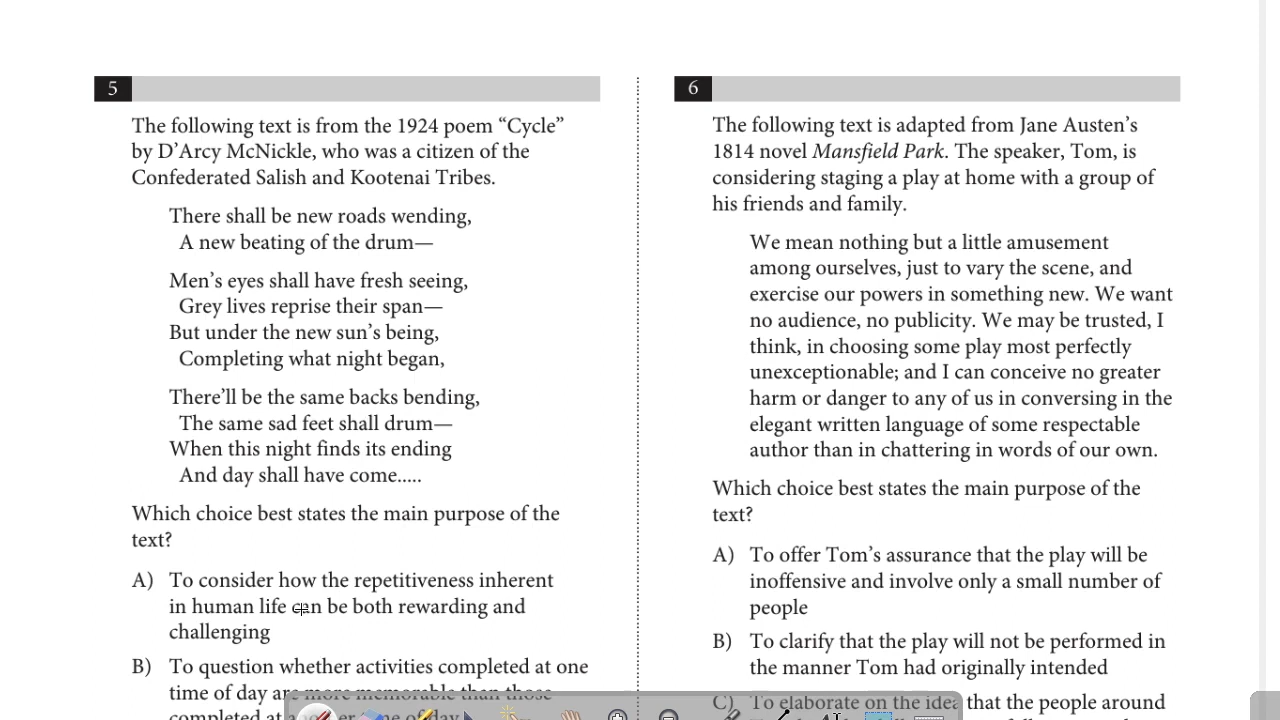 5
The following text is from the 1924 poem “Cycle”
by D’Arcy McNickle, who was a citizen of the
Confederated Salish and Kootenai Tribes.
There shall be new roads wending,
A new beating of the drum—
Men’s eyes shall have fresh seeing,
Grey lives reprise their span—
But under the new sun’s being,
Completing what night began,
There’ll be the same backs bending,
The same sad feet shall drum—
When this night finds its ending
And day shall have come.....
Which choice best states the main purpose of the
text?
A) To consider how the repetitiveness inherent
in human life can be both rewarding and
challenging
B) To question whether activities completed at one
time of day are more memorable than those
completed at
6
The following text is adapted from Jane Austen’s
1814 novel Mansfield Park. The speaker, Tom, is
considering staging a play at home with a group of
his friends and family.
We mean nothing but a little amusement
among ourselves, just to vary the scene, and
exercise our powers in something new. We want
no audience, no publicity. We may be trusted, I
think, in choosing some play most perfectly
unexceptionable; and I can conceive no greater
harm or danger to any of us in conversing in the
elegant written language of some respectable
author than in chattering in words of our own.
Which choice best states the main purpose of the
text?
A) To offer Tom’s assurance that the play will be
inoffensive and involve only a small number of
people
B) To clarify that the play will not be performed in
the manner Tom had originally intended
C) To elaborate on the idea that the people around